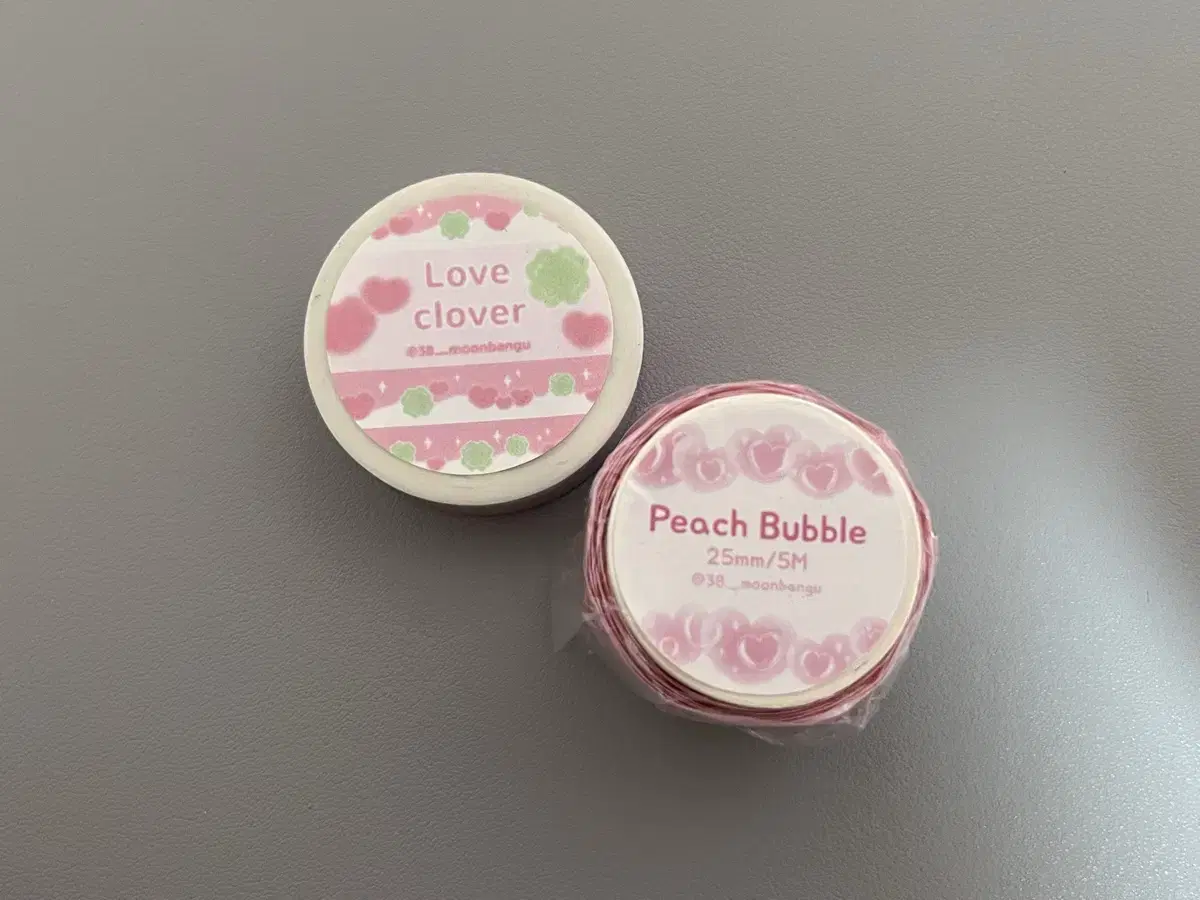 Love
clover
@38__moonbangu
Peach Bubble
25mm/5M
@38__moonbangu